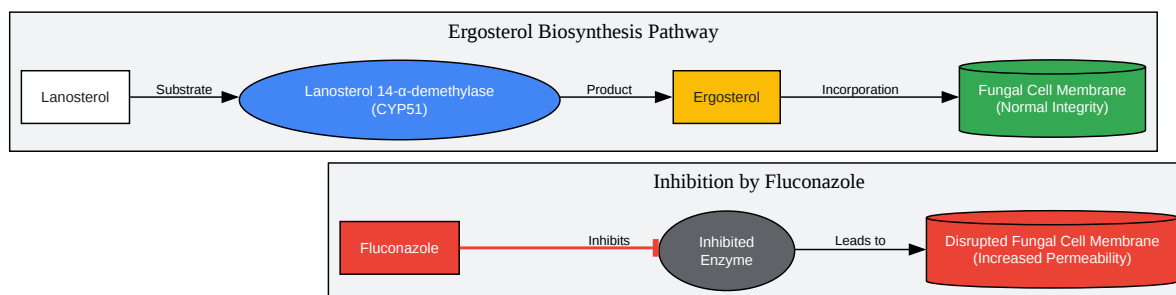 Ergosterol Biosynthesis Pathway
Lanosterol
Substrate
Lanosterol 14-α-demethylase
(CYP51)
Product
Ergosterol
Incorporation
Fungal Cell Membrane
(Normal Integrity)
Inhibition by Fluconazole
Fluconazole
Inhibits
Inhibited
Enzyme
Leads to
Disrupted Fungal Cell Membrane
(Increased Permeability)